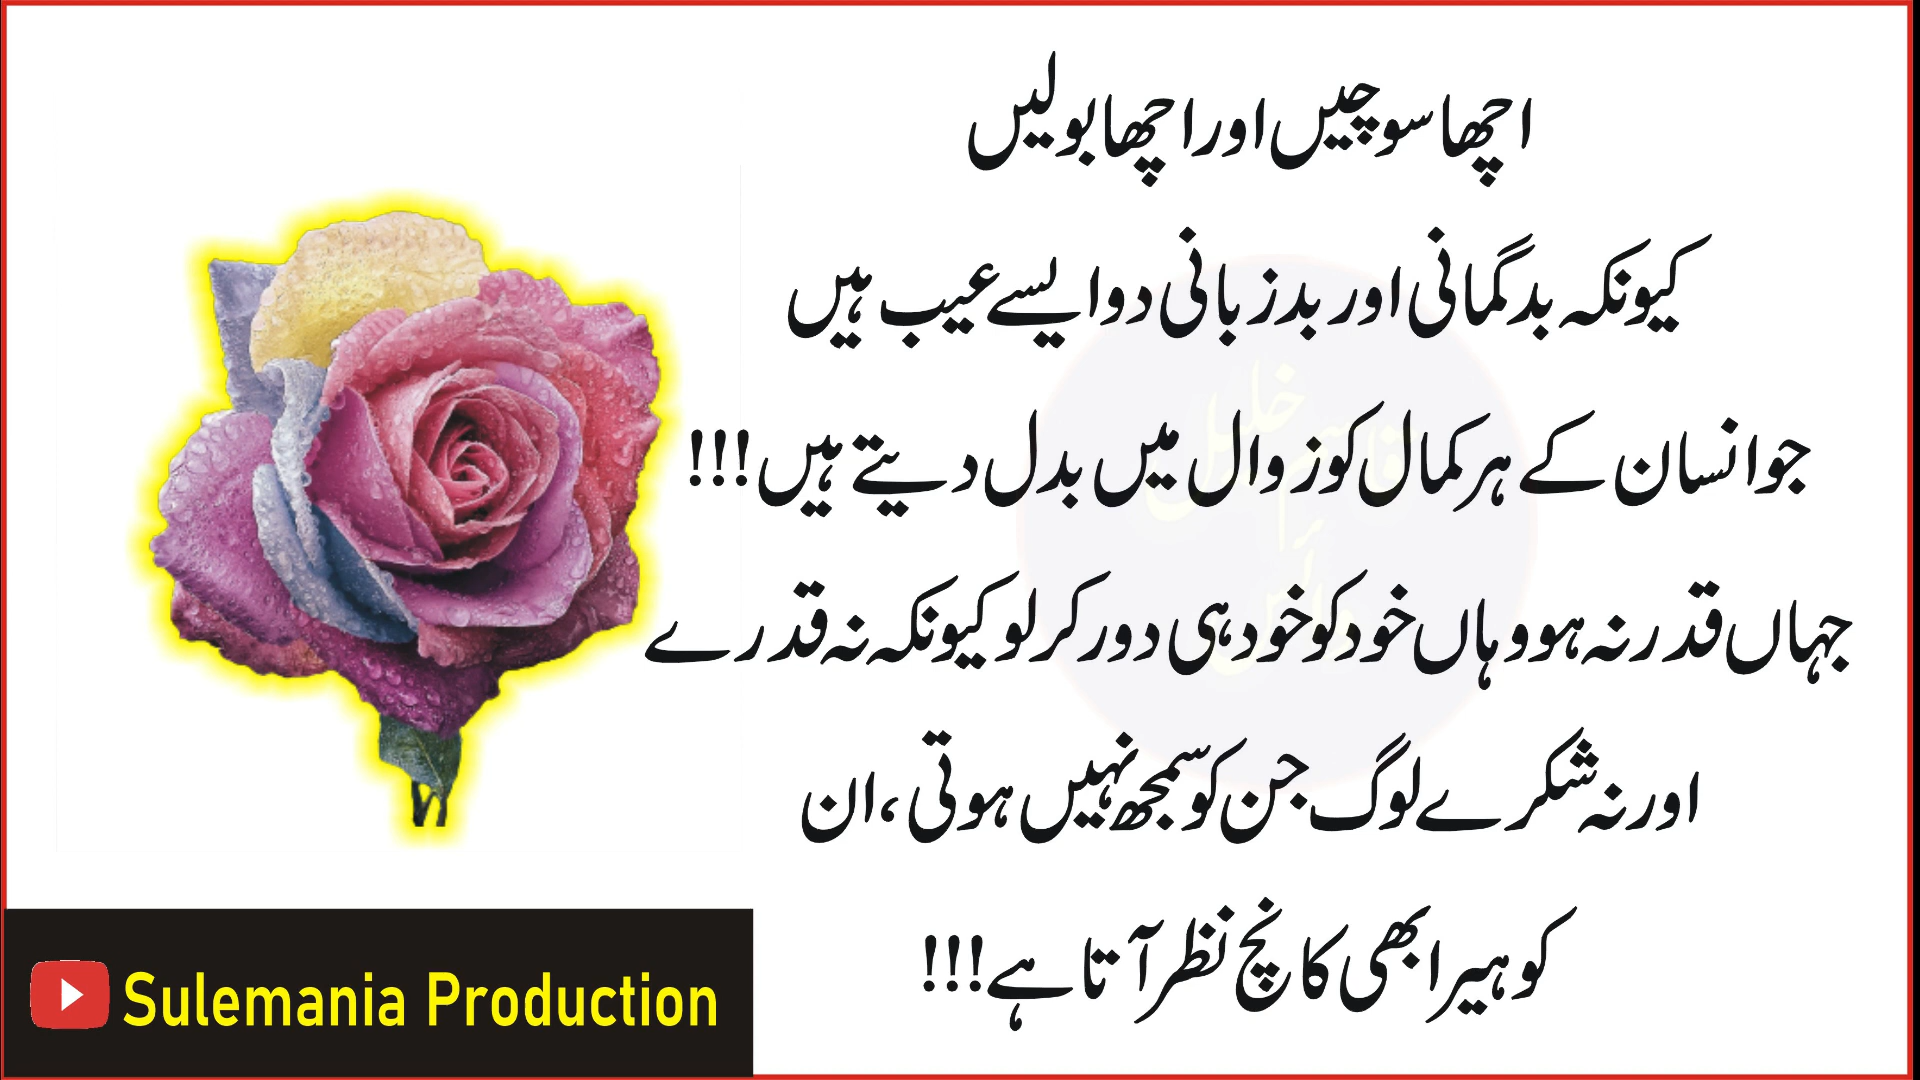 اچھا سوچیں اور اچھا بولیں
کیونکہ بدگمانی اور بدزبانی دو ایسے عیب ہیں
جو انسان کے ہر کمال کو زوال میں بدل دیتے ہیں!!!
جہاں قدر نہ ہو وہاں خود کو خود ہی دور کر لو کیونکہ نہ قدرے
اور نہ شکرے لوگ جن کو سمجھ نہیں ہوتی، ان
کو ہیرا بھی کانچ نظر آتا ہے!!!
Sulemania Production